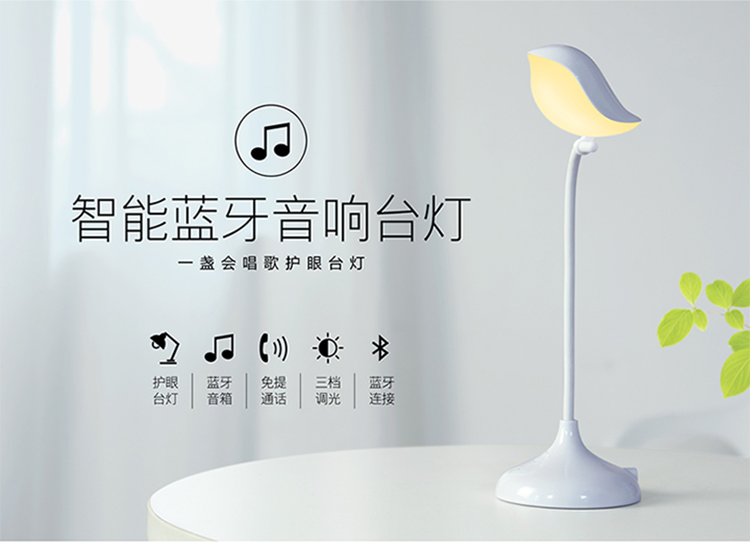 智能蓝牙音响台灯
一盏会唱歌护眼台灯
护眼 蓝牙 免提 三档 蓝牙
台灯 音箱 通话 调光 连接